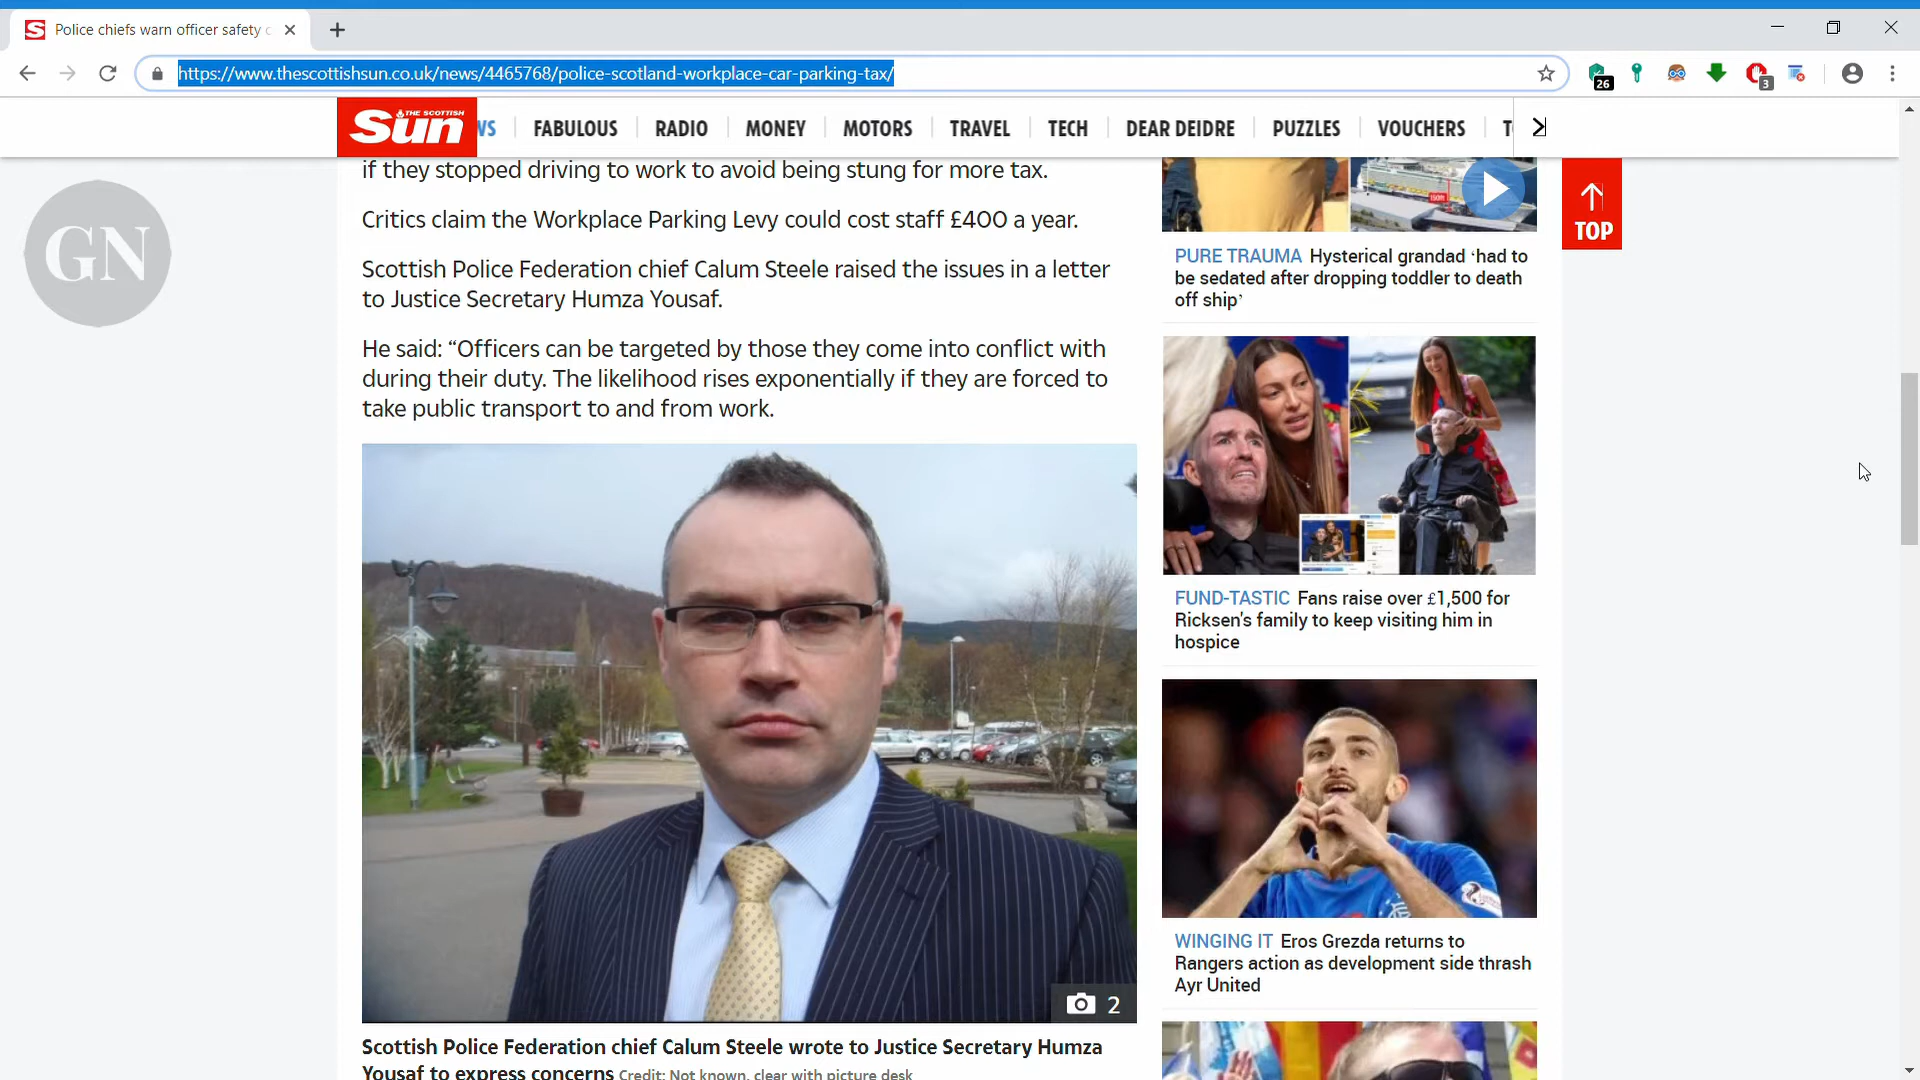 Police chiefs warn officer safety c
https://www.thescottishsun.co.uk/news/4465768/police-scotland-workplace-car-parking-tax/
26
3
THE SCOTTISH
Sun
WS
FABULOUS
RADIO
MONEY
MOTORS
TRAVEL
TECH
DEAR DEIDRE
PUZZLES
VOUCHERS
GN
if they stopped driving to work to avoid being stung for more tax.
Critics claim the Workplace Parking Levy could cost staff £400 a year.
Scottish Police Federation chief Calum Steele raised the issues in a letter
to Justice Secretary Humza Yousaf.
He said: “Officers can be targeted by those they come into conflict with
during their duty. The likelihood rises exponentially if they are forced to
take public transport to and from work.
2
Scottish Police Federation chief Calum Steele wrote to Justice Secretary Humza
Yousaf to express concerns Credit: Not known, clear with picture desk
PURE TRAUMA Hysterical grandad ‘had to
be sedated after dropping toddler to death
off ship’
FUND-TASTIC Fans raise over £1,500 for
Ricksen's family to keep visiting him in
hospice
WINGING IT Eros Grezda returns to
Rangers action as development side thrash
Ayr United
TOP